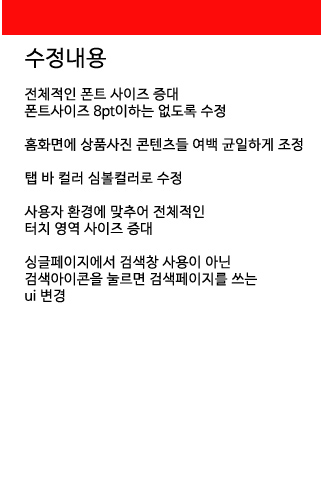 수정내용
전체적인 폰트 사이즈 증대
폰트사이즈 8pt이하는 없도록 수정
홈화면에 상품사진 콘텐츠들 여백 균일하게 조정
탭 바 컬러 심볼컬러로 수정
사용자 환경에 맞추어 전체적인
터치 영역 사이즈 증대
싱글페이지에서 검색창 사용이 아닌
검색아이콘을 눌르면 검색페이지를 쓰는
ui 변경